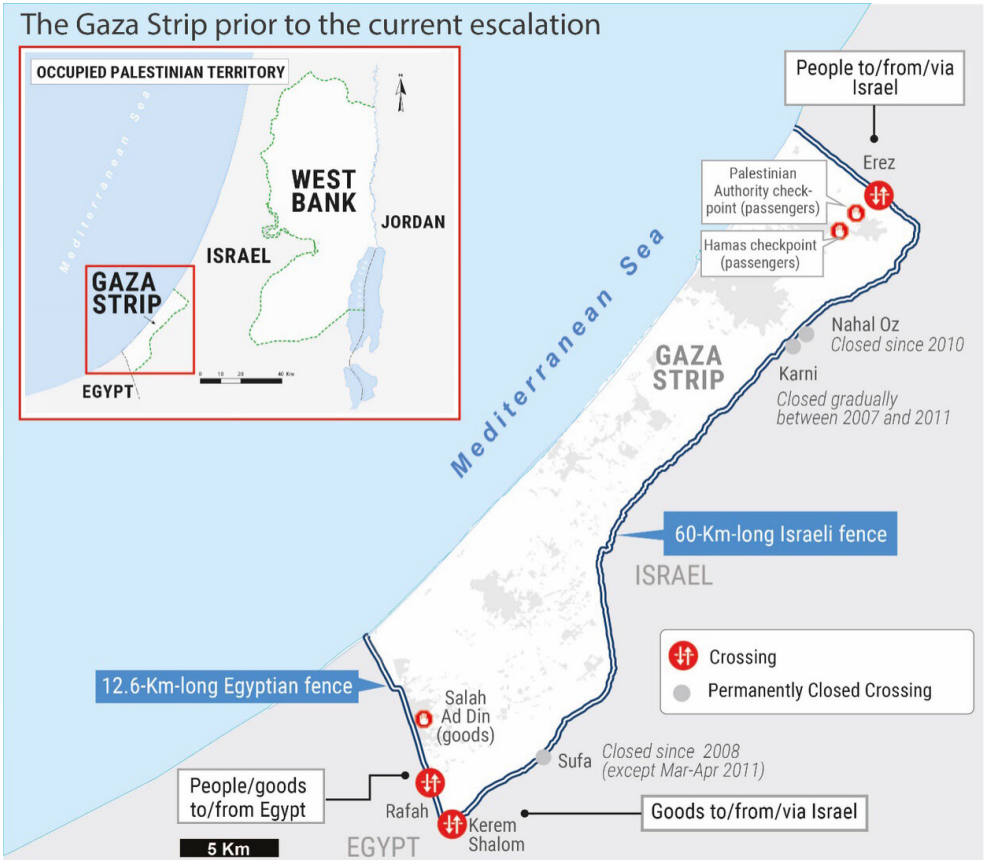 The Gaza Strip prior to the current escalation
OCCUPIED PALESTINIAN TERRITORY
N
Mediterranean Sea
WEST
BANK
JORDAN
ISRAEL
GAZA
STRIP
EGYPT
0 10 20 40 Km
People to/from/via
Israel
Erez
Palestinian
Authority check-
point (passengers)
Hamas checkpoint
(passengers)
Mediterranean Sea
Nahal Oz
Closed since 2010
GAZA
STRIP
Karni
Closed gradually
between 2007 and 2011
60-Km-long Israeli fence
ISRAEL
Crossing
Permanently Closed Crossing
12.6-Km-long Egyptian fence
Salah
Ad Din
(goods)
Sufa
Closed since 2008
(except Mar-Apr 2011)
People/goods
to/from Egypt
Rafah
Goods to/from/via Israel
Kerem
Shalom
EGYPT
5 Km